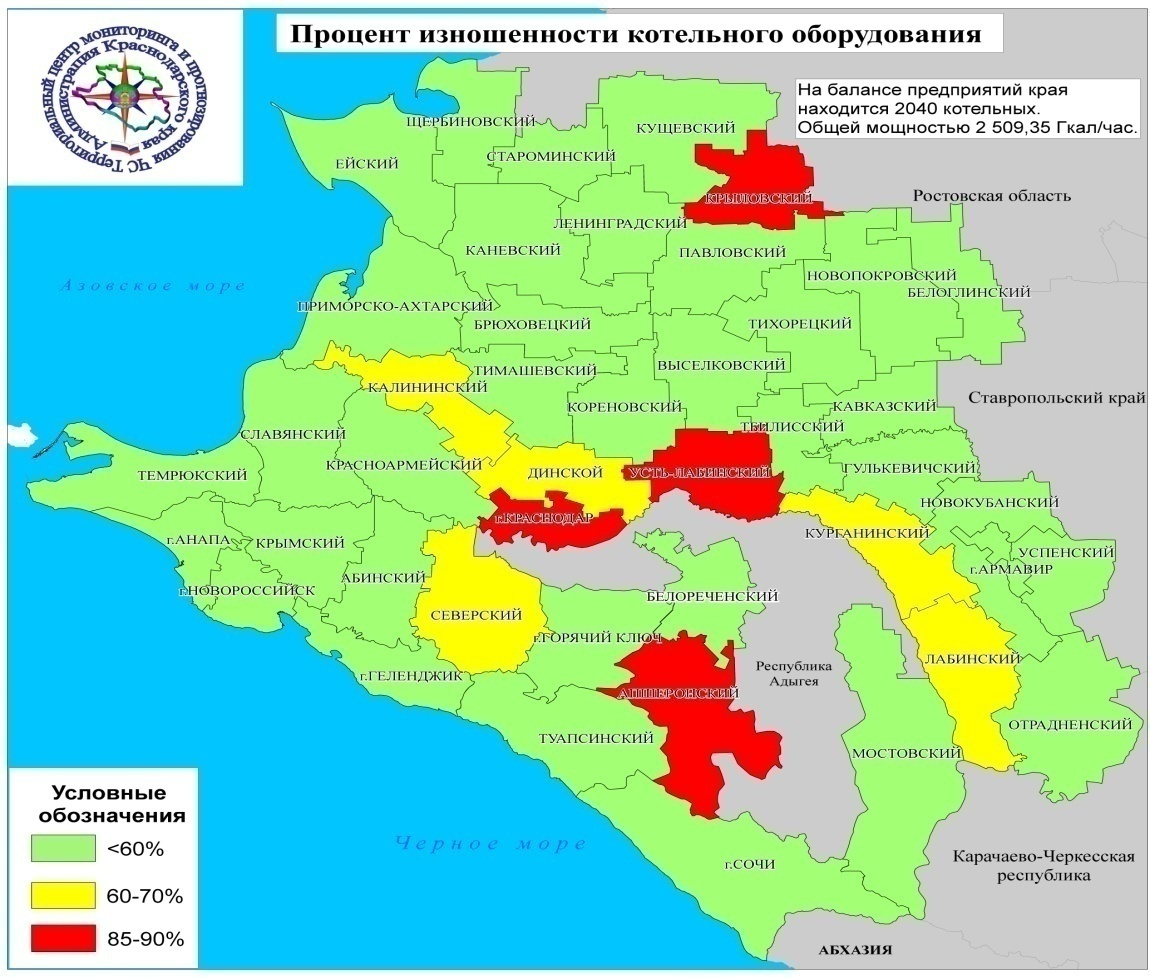 Процент изношенности котельного оборудования
Территориальный центр мониторинга и прогнозирования ЧС
Администрация Краснодарского края
На балансе предприятий края
находится 2040 котельных.
Общей мощностью 2 509,35 Гкал/час.
ЩЕРБИНОВСКИЙ
КУЩЕВСКИЙ
СТАРОМИНСКИЙ
ЕЙСКИЙ
КРЫЛОВСКИЙ
Ростовская область
ЛЕНИНГРАДСКИЙ
КАНЕВСКИЙ
ПАВЛОВСКИЙ
НОВОПОКРОВСКИЙ
БЕЛОГЛИНСКИЙ
Азовское море
ПРИМОРСКО-АХТАРСКИЙ
БРЮХОВЕЦКИЙ
ТИХОРЕЦКИЙ
ВЫСЕЛКОВСКИЙ
ТИМАШЕВСКИЙ
КАЛИНИНСКИЙ
Ставропольский край
КОРЕНОВСКИЙ
КАВКАЗСКИЙ
ТБИЛИССКИЙ
СЛАВЯНСКИЙ
КРАСНОАРМЕЙСКИЙ
ДИНСКОЙ
УСТЬ-ЛАБИНСКИЙ
ГУЛЬКЕВИЧСКИЙ
ТЕМРЮКСКИЙ
НОВОКУБАНСКИЙ
г.КРАСНОДАР
КУРГАНИНСКИЙ
г.АНАПА
КРЫМСКИЙ
УСПЕНСКИЙ
г.АРМАВИР
АБИНСКИЙ
г.НОВОРОССИЙСК
БЕЛОРЕЧЕНСКИЙ
СЕВЕРСКИЙ
г.ГОРЯЧИЙ КЛЮЧ
ЛАБИНСКИЙ
Республика
Адыгея
г.ГЕЛЕНДЖИК
АПШЕРОНСКИЙ
ОТРАДНЕНСКИЙ
ТУАПСИНСКИЙ
МОСТОВСКИЙ
Черное море
г.СОЧИ
Карачаево-Черкесская
республика
АБХАЗИЯ
Условные
обозначения
<60%
60-70%
85-90%